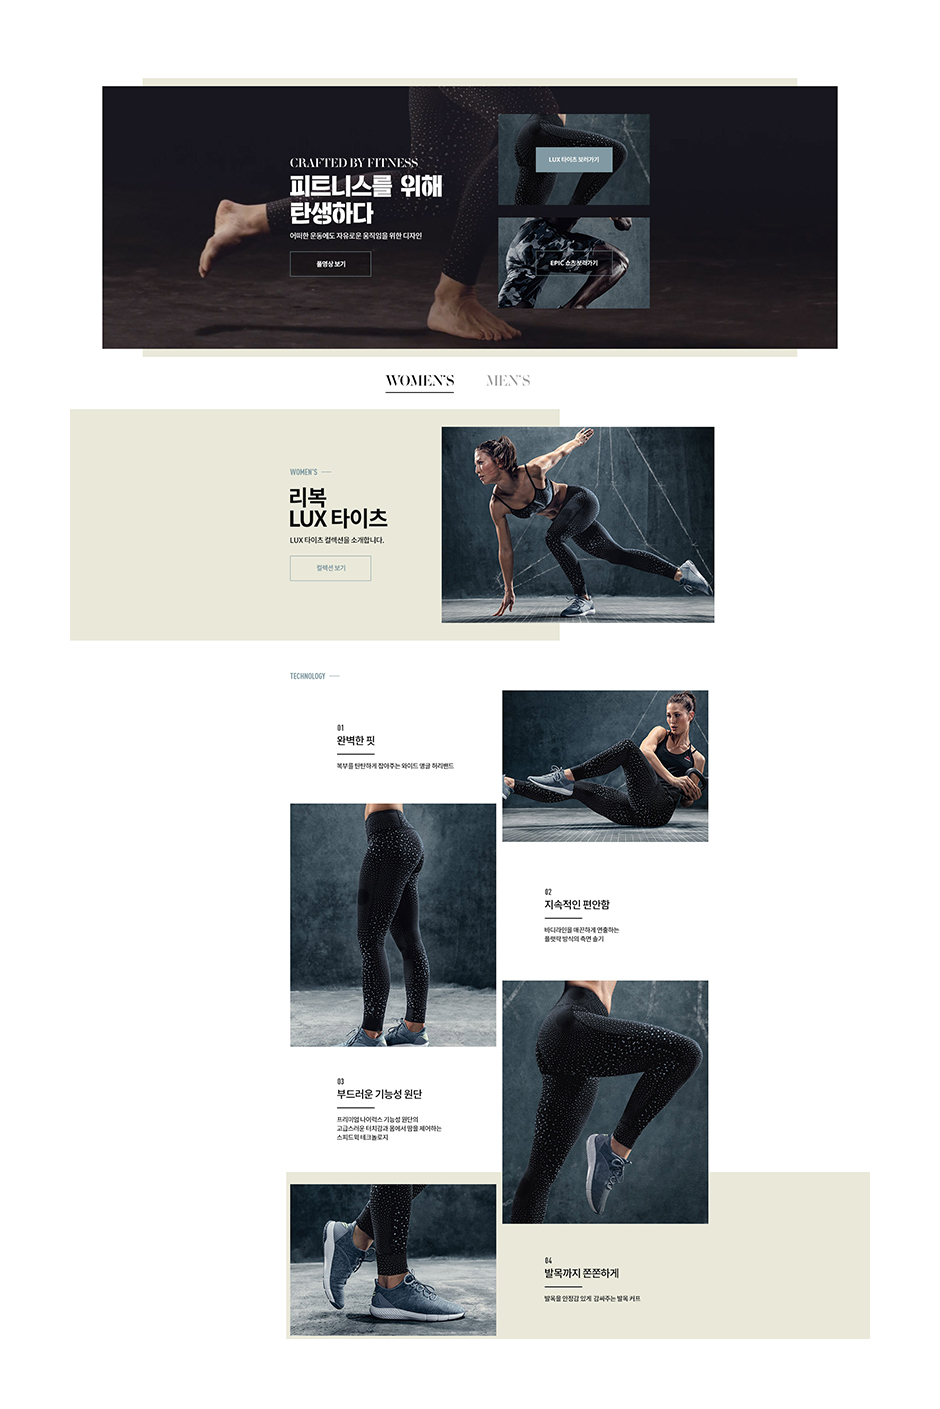 CRAFTED BY FITNESS
피트니스를 위해
탄생하다
어떠한 운동에도 자유로운 움직임을 위한 디자인
풀영상 보기
LUX 타이츠 보러가기
EPIC 쇼츠 보러가기
WOMEN'S
MEN'S
WOMEN'S
리복
LUX 타이츠
LUX 타이츠 컬렉션을 소개합니다.
컬렉션 보기
TECHNOLOGY
01
완벽한 핏
복부를 탄탄하게 잡아주는 와이드 앵글 허리밴드
02
지속적인 편안함
바디라인을 매끈하게 연출하는
플랫락 방식의 측면 솔기
03
부드러운 기능성 원단
프리미엄 나이럭스 기능성 원단의
고급스러운 터치감과 몸에서 땀을 제어하는
스피드윅 테크놀로지
04
발목까지 쫀쫀하게
발목을 안정감 있게 감싸주는 발목 커프